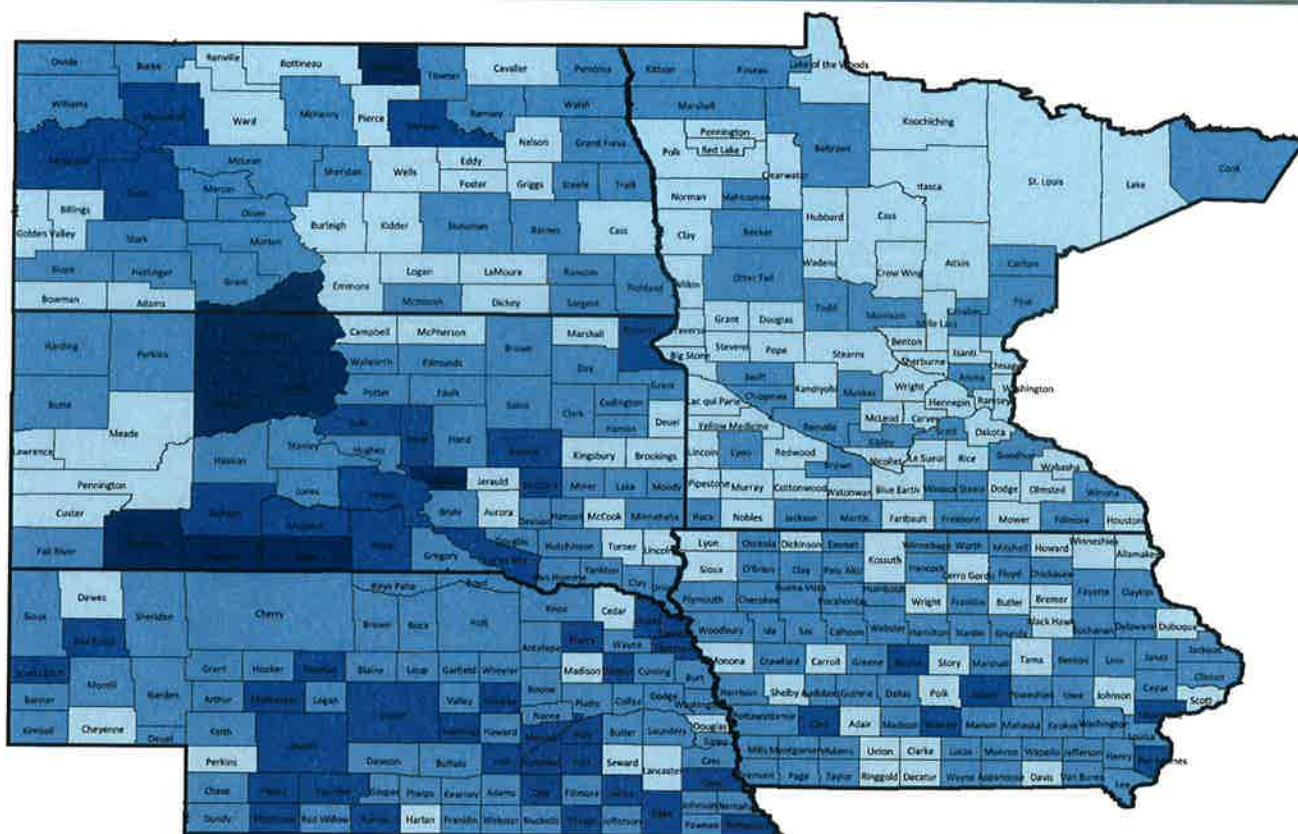 Divide
Burke
Renville
Bottineau
Towner
Cavalier
Pembina
Kittson
Roseau
Lake of the Woods
Williams
Ward
McHenry
Pierce
Ramsey
Walsh
Marshall
Koochiching
Nelson
Grand Forks
Polk
Pennington
Red Lake
Beltrami
Clearwater
Cook
McLean
Sheridan
Wells
Eddy
Foster
Griggs
Steele
Traill
Norman
Mahnomen
Itasca
St. Louis
Lake
Mercer
Oliver
Billings
Golden Valley
Stark
Morton
Burleigh
Kidder
Stutsman
Barnes
Cass
Clay
Becker
Hubbard
Cass
Wadena
Crow Wing
Aitkin
Carlton
Slope
Hettinger
Grant
Emmons
Logan
LaMoure
Ransom
Richland
Wilkin
Otter Tail
Todd
Morrison
Mille Lacs
Pine
Bowman
Adams
McIntosh
Dickey
Sargent
Grant
Douglas
Harding
Perkins
Campbell
McPherson
Brown
Marshall
Roberts
Traverse
Stevens
Pope
Stearns
Benton
Sherburne
Isanti
Walworth
Edmunds
Day
Big Stone
Butte
Potter
Faulk
Spink
Clark
Codington
Grant
Hamlin
Deuel
Swift
Chippewa
Kandiyohi
Meeker
Wright
Anoka
Washington
Hennepin
Ramsey
Lac qui Parle
McLeod
Carver
Scott
Dakota
Meade
Lawrence
Haakon
Stanley
Hughes
Hand
Kingsbury
Brookings
Yellow Medicine
Renville
Sibley
Lincoln
Lyon
Redwood
Brown
Nicollet
Le Sueur
Rice
Goodhue
Wabasha
Pennington
Jones
Jerauld
Miner
Lake
Moody
Pipestone
Murray
Cottonwood
Watonwan
Blue Earth
Waseca
Steele
Dodge
Olmsted
Winona
Custer
Brule
Aurora
Davison
Hanson
McCook
Minnehaha
Rock
Nobles
Jackson
Martin
Faribault
Freeborn
Mower
Fillmore
Houston
Fall River
Gregory
Hutchinson
Turner
Lincoln
Yankton
Clay
Lyon
Osceola
Dickinson
Emmet
Kossuth
Winnebago
Worth
Mitchell
Howard
Winneshiek
Allamakee
Sioux
O'Brien
Clay
Palo Alto
Hancock
Cerro Gordo
Floyd
Chickasaw
Sioux
Dawes
Sheridan
Cherry
Keya Paha
Boyd
Knox
Cedar
Plymouth
Cherokee
Buena Vista
Pocahontas
Humboldt
Wright
Franklin
Butler
Bremer
Fayette
Clayton
Brown
Rock
Holt
Antelope
Wayne
Woodbury
Ida
Sac
Calhoun
Webster
Hamilton
Hardin
Grundy
Black Hawk
Buchanan
Delaware
Dubuque
Grant
Hooker
Blaine
Loup
Garfield
Wheeler
Madison
Cuming
Burt
Monona
Crawford
Carroll
Greene
Story
Marshall
Tama
Benton
Linn
Jones
Jackson
Clinton
Banner
Morrill
Garden
Arthur
Logan
Valley
Boone
Platte
Colfax
Dodge
Washington
Harrison
Shelby
Audubon
Guthrie
Dallas
Polk
Poweshiek
Iowa
Johnson
Cedar
Scott
Kimball
Cheyenne
Deuel
Keith
Howard
Nance
Butler
Saunders
Douglas
Sarpy
Pottawattamie
Adair
Madison
Marion
Mahaska
Keokuk
Washington
Perkins
Dawson
Buffalo
Seward
Lancaster
Cass
Mills
Montgomery
Adams
Union
Clarke
Lucas
Monroe
Wapello
Jefferson
Henry
Chase
Gosper
Phelps
Kearney
Adams
Fillmore
Fremont
Page
Taylor
Ringgold
Decatur
Wayne
Appanoose
Davis
Van Buren
Lee
Dundy
Red Willow
Harlan
Franklin
Webster
Nuckolls
Jefferson
Johnson
Nemaha
Pawnee